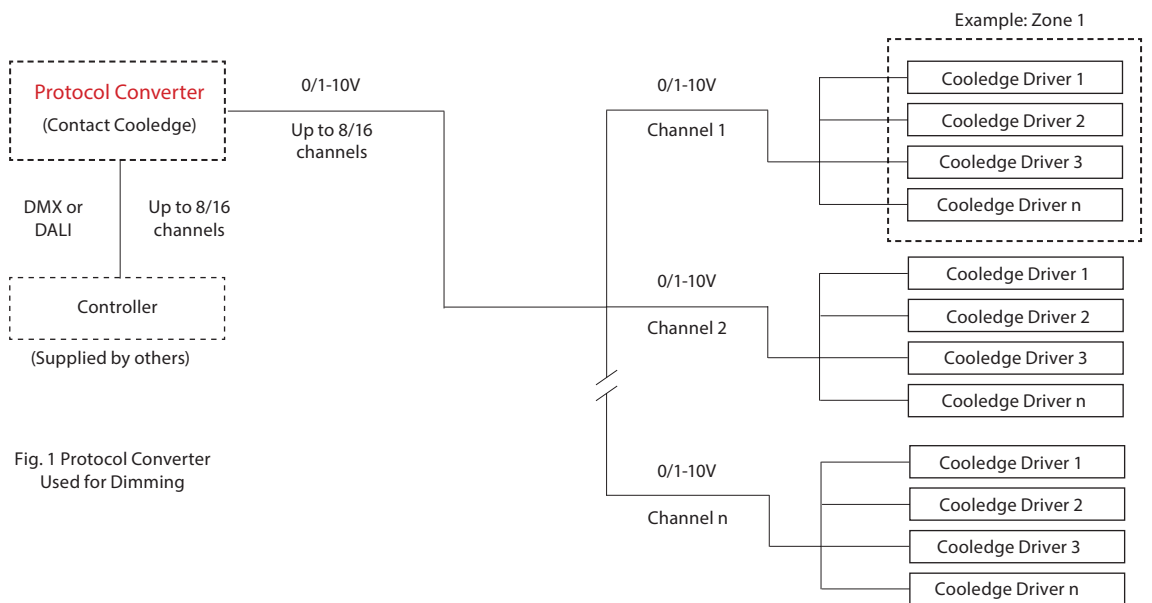 Example: Zone 1
Protocol Converter
(Contact Cooledge)
0/1-10V
Up to 8/16
channels
DMX or
DALI
Up to 8/16
channels
Controller
(Supplied by others)
Fig. 1 Protocol Converter
Used for Dimming
0/1-10V
Channel 1
Cooledge Driver 1
Cooledge Driver 2
Cooledge Driver 3
Cooledge Driver n
0/1-10V
Channel 2
Cooledge Driver 1
Cooledge Driver 2
Cooledge Driver 3
Cooledge Driver n
0/1-10V
Channel n
Cooledge Driver 1
Cooledge Driver 2
Cooledge Driver 3
Cooledge Driver n